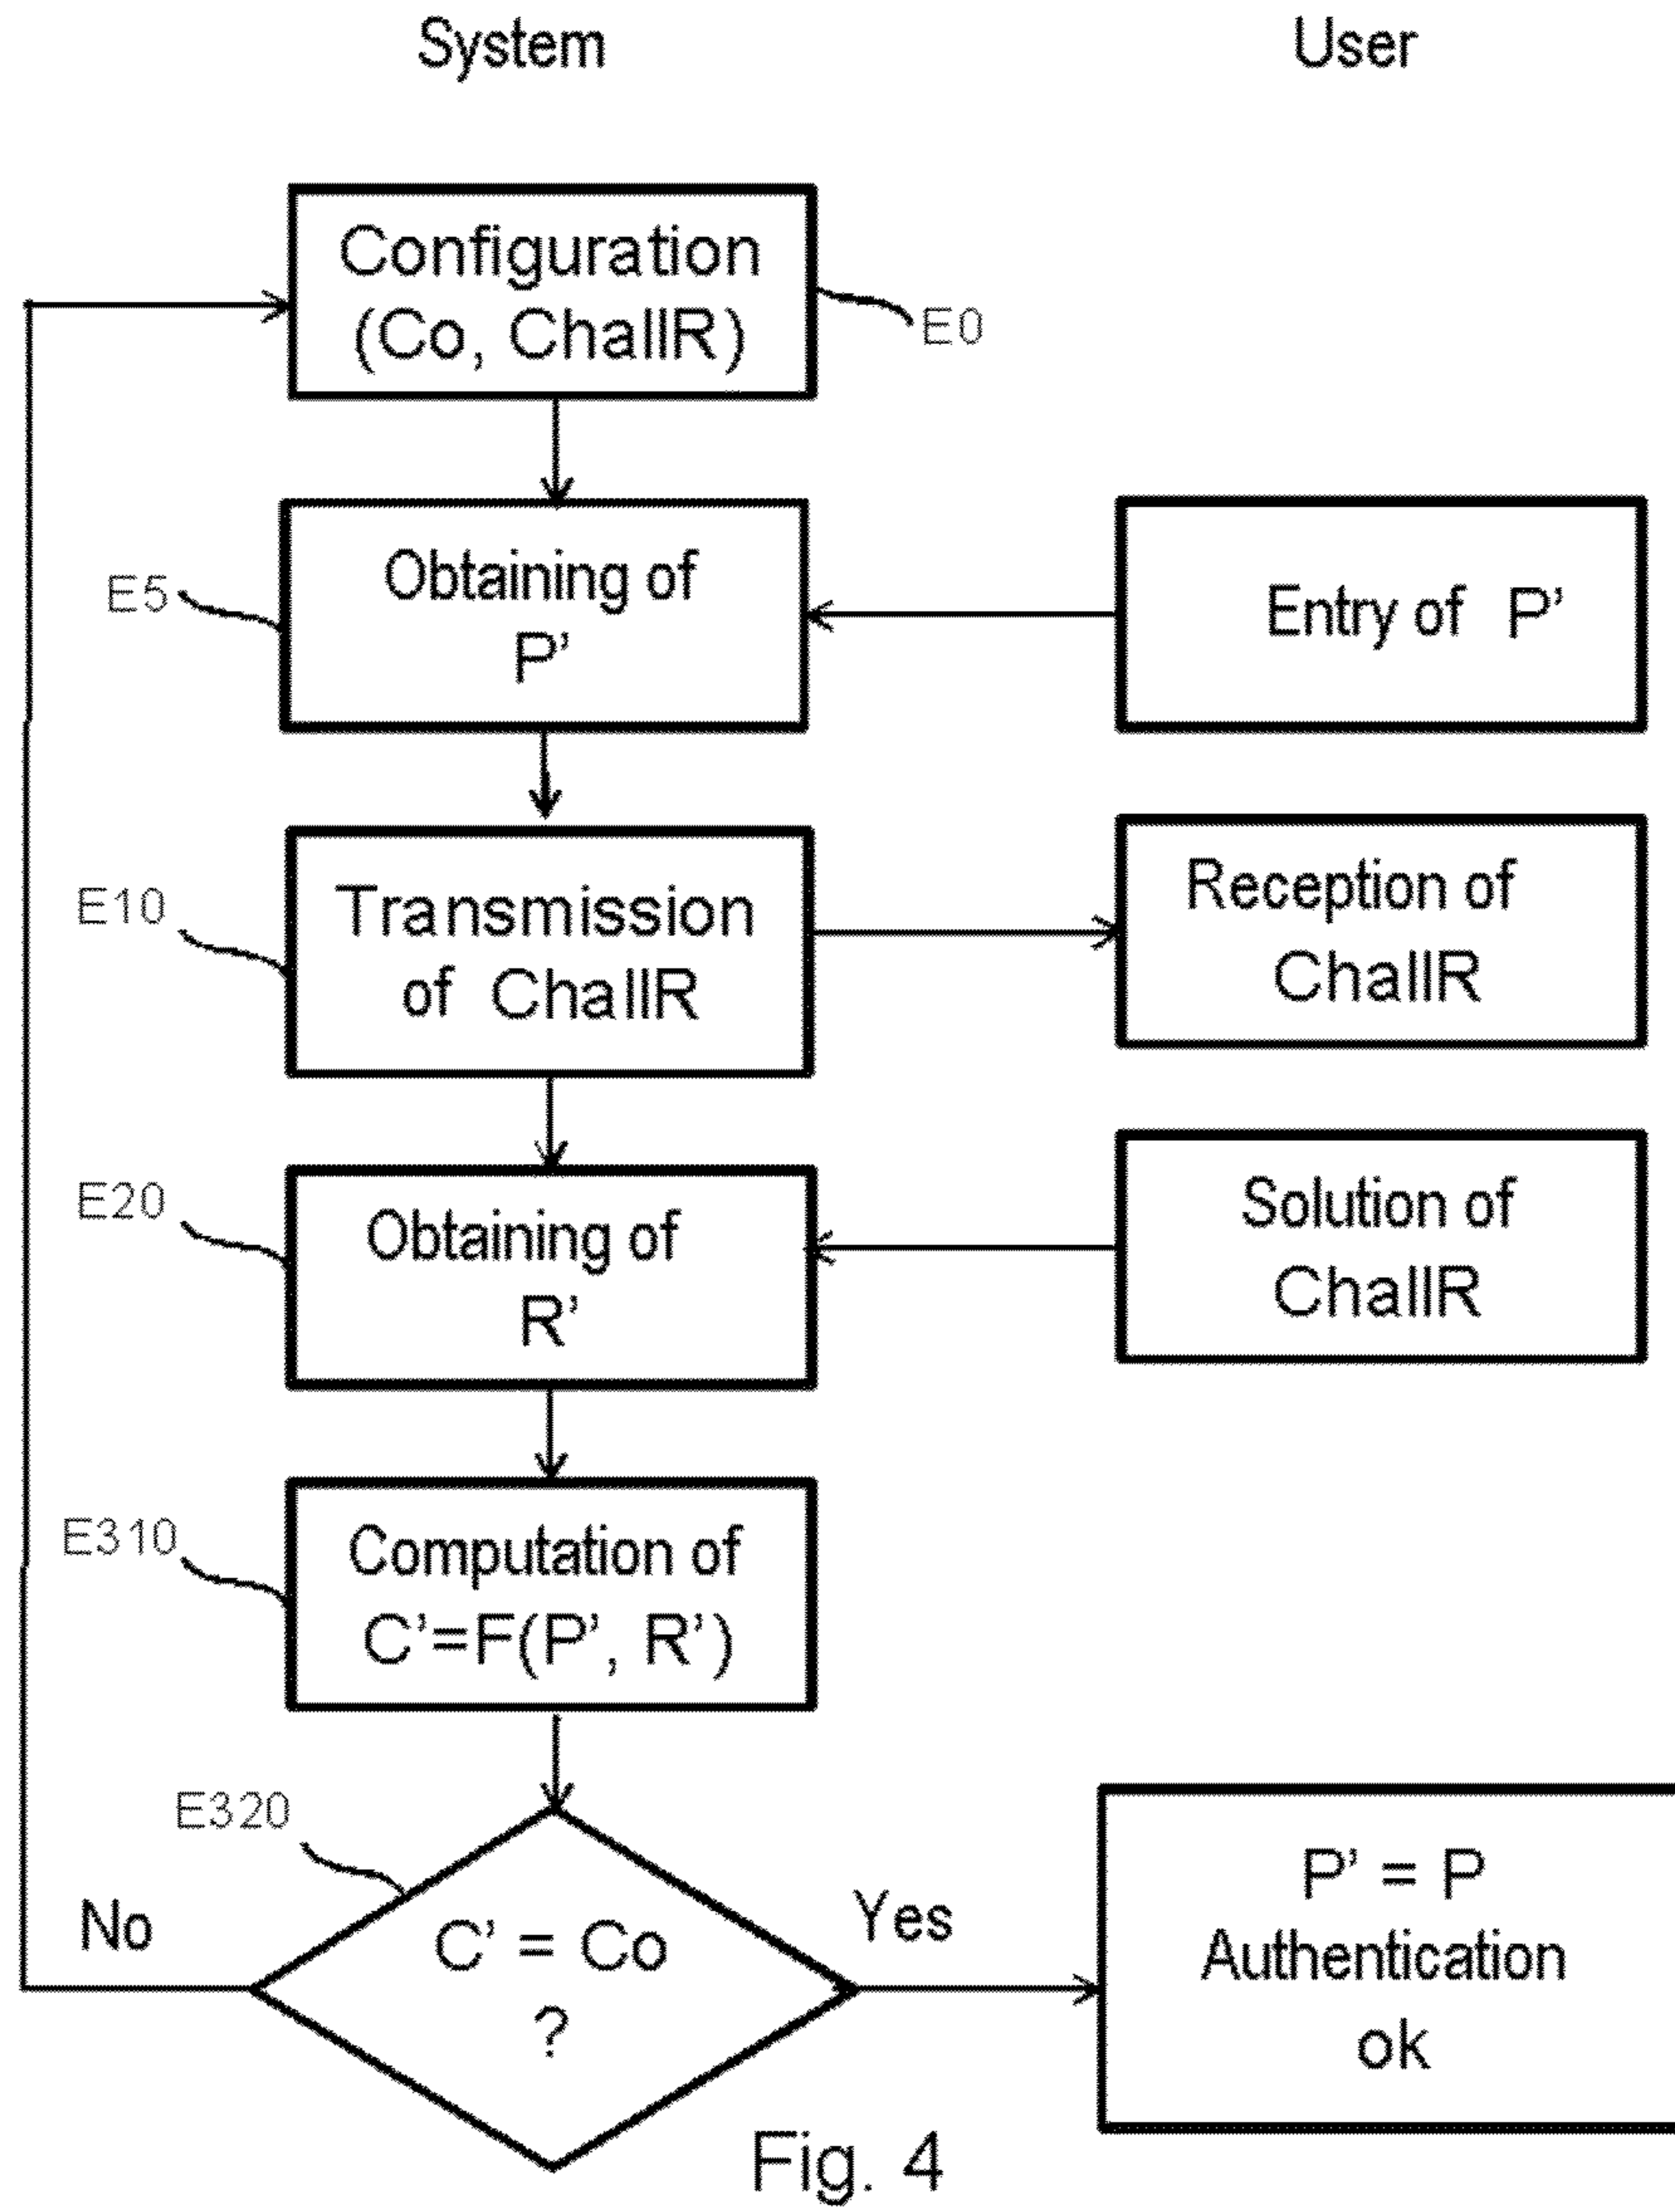 System
User
Configuration
(Co, ChallR)
E0
Obtaining of
P'
E5
Entry of P'
Transmission
of ChallR
E10
Reception of
ChallR
Obtaining of
R'
E20
Solution of
ChallR
Computation of
C'=F(P', R')
E310
E320
C' = Co
?
No
Yes
P' = P
Authentication
ok
Fig. 4